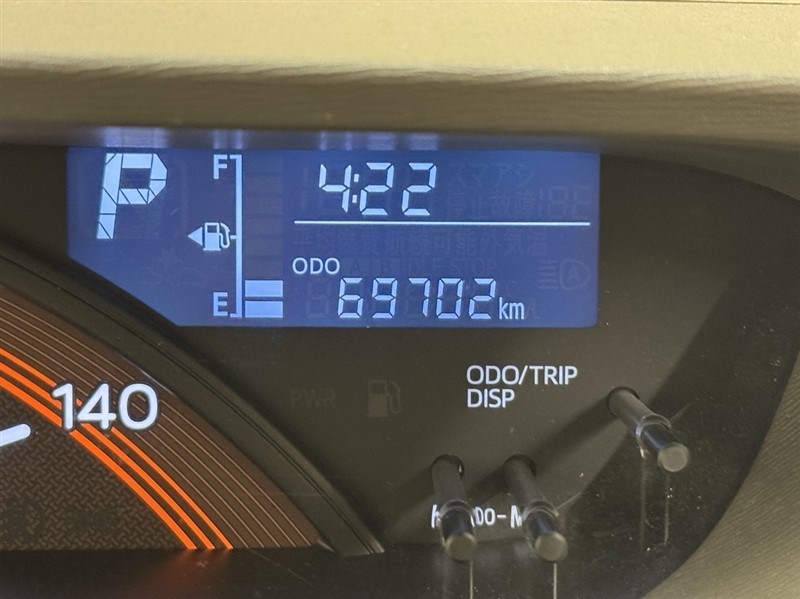 P
F
4:22
ODO
E
69702km
140
PWR
ODO/TRIP
DISP